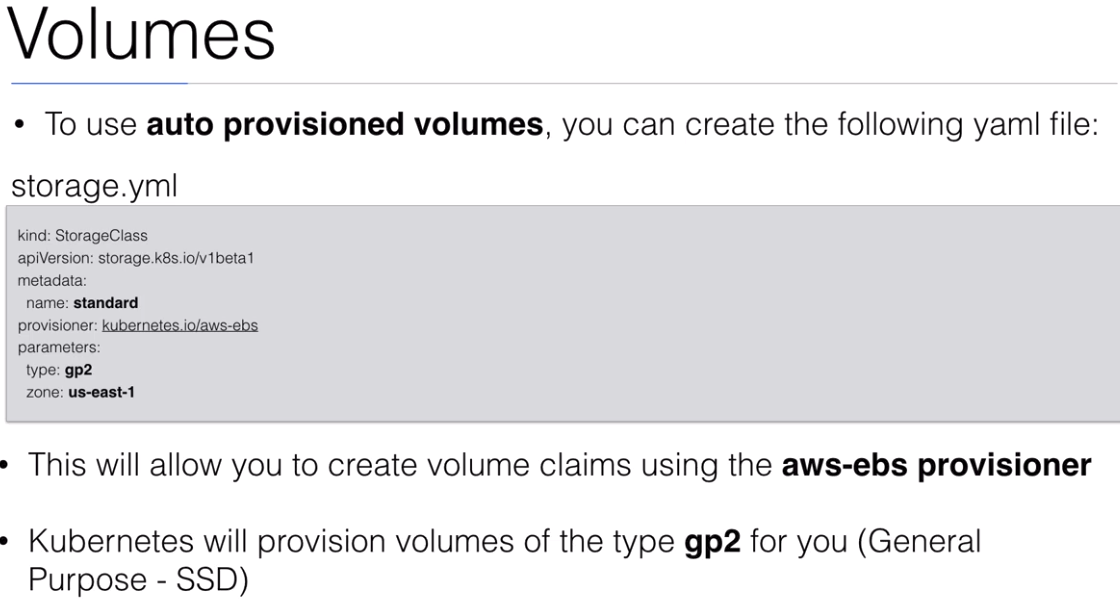 Volumes
• To use auto provisioned volumes, you can create the following yaml file:
storage.yml
kind: StorageClass
apiVersion: storage.k8s.io/v1beta1
metadata:
  name: standard
provisioner: kubernetes.io/aws-ebs
parameters:
  type: gp2
  zone: us-east-1
• This will allow you to create volume claims using the aws-ebs provisioner
• Kubernetes will provision volumes of the type gp2 for you (General
Purpose - SSD)